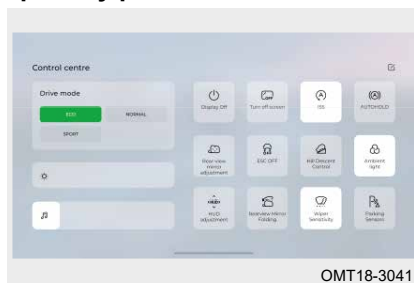 Control centre
Drive mode
ECO
NORMAL
SPORT
Display Off
Turn off screen
ISS
AUTOHOLD
Rear view
mirror
adjustment
ESC OFF
Hill Descent
Control
Ambient
light
HUD
adjustment
Rearview Mirror
Folding
Wiper
Sensitivity
Parking
Sensors
OMT18-3041